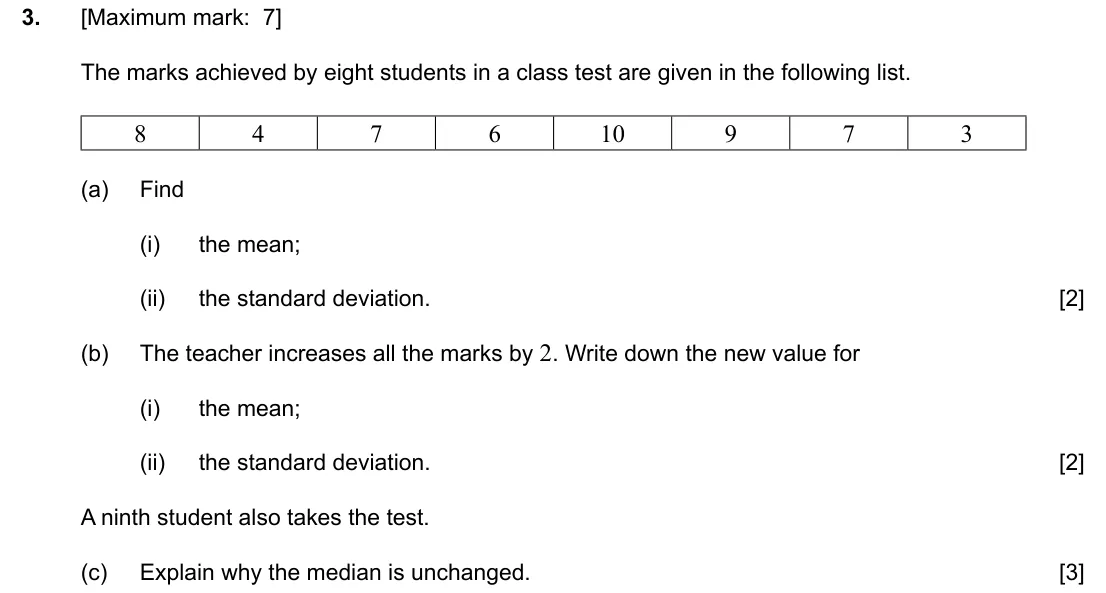 3. [Maximum mark: 7]
The marks achieved by eight students in a class test are given in the following list.
8 4 7 6 10 9 7 3
(a) Find
(i) the mean;
(ii) the standard deviation. [2]
(b) The teacher increases all the marks by 2. Write down the new value for
(i) the mean;
(ii) the standard deviation. [2]
A ninth student also takes the test.
(c) Explain why the median is unchanged. [3]